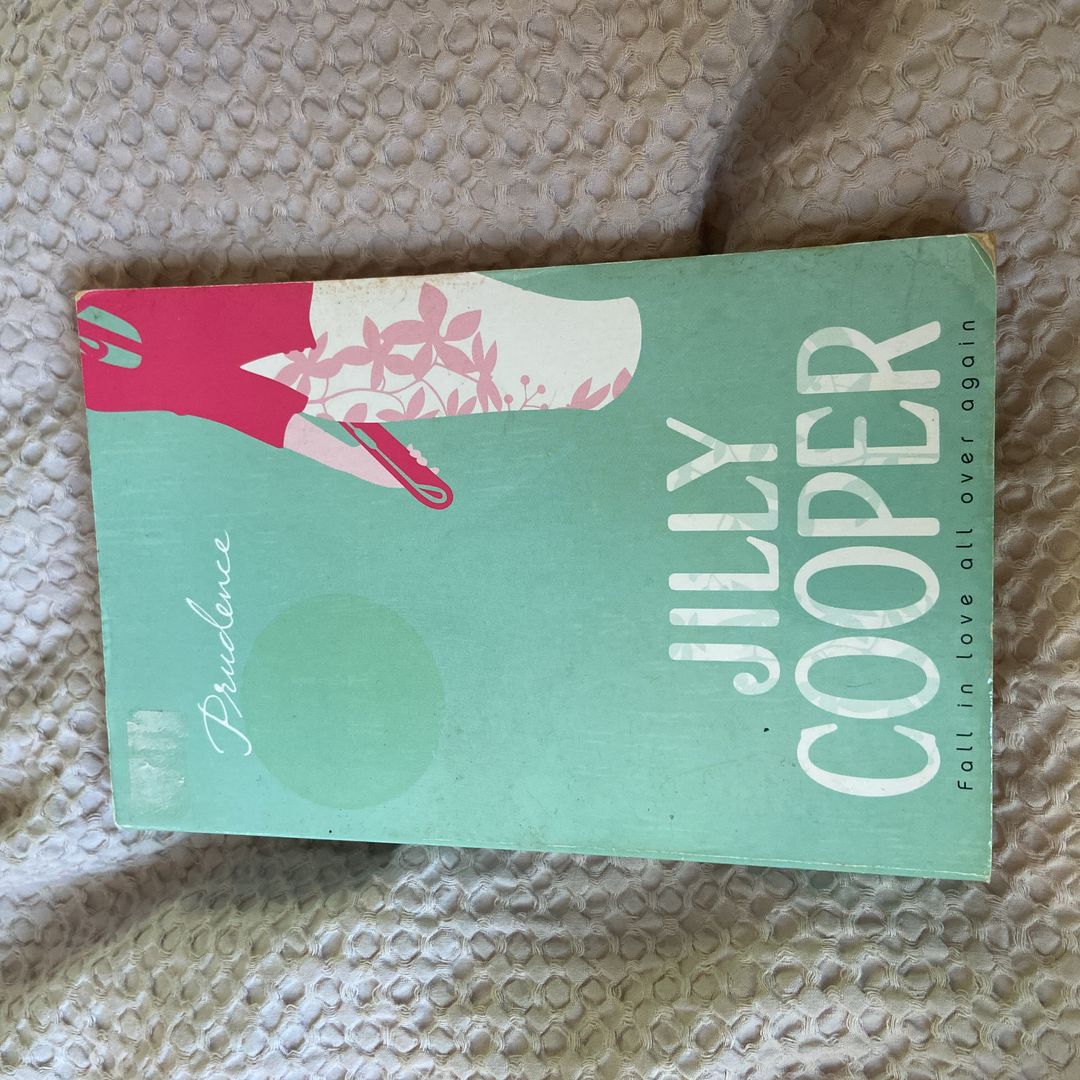 Prudence
JILLY
COOPER
Fall in love all over again